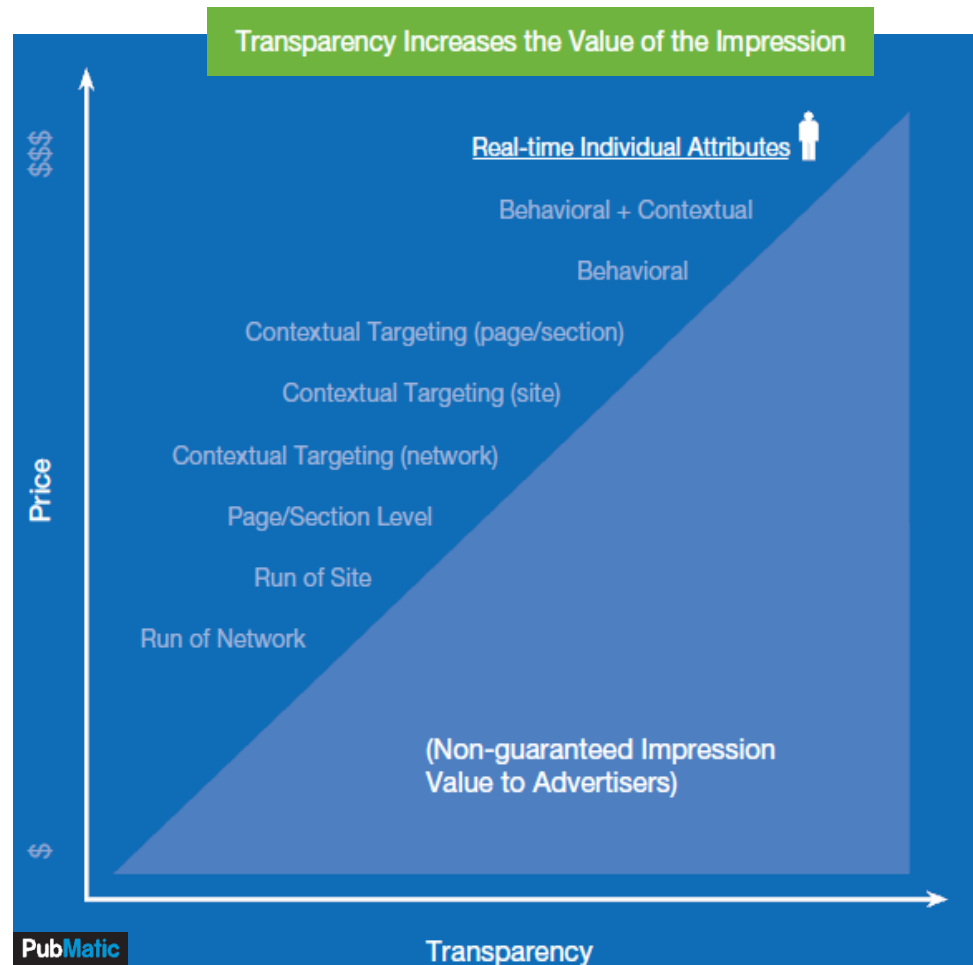 Transparency Increases the Value of the Impression
$$$
Real-time Individual Attributes
Behavioral + Contextual
Behavioral
Contextual Targeting (page/section)
Contextual Targeting (site)
Contextual Targeting (network)
Price
Page/Section Level
Run of Site
Run of Network
(Non-guaranteed Impression
Value to Advertisers)
$
PubMatic
Transparency